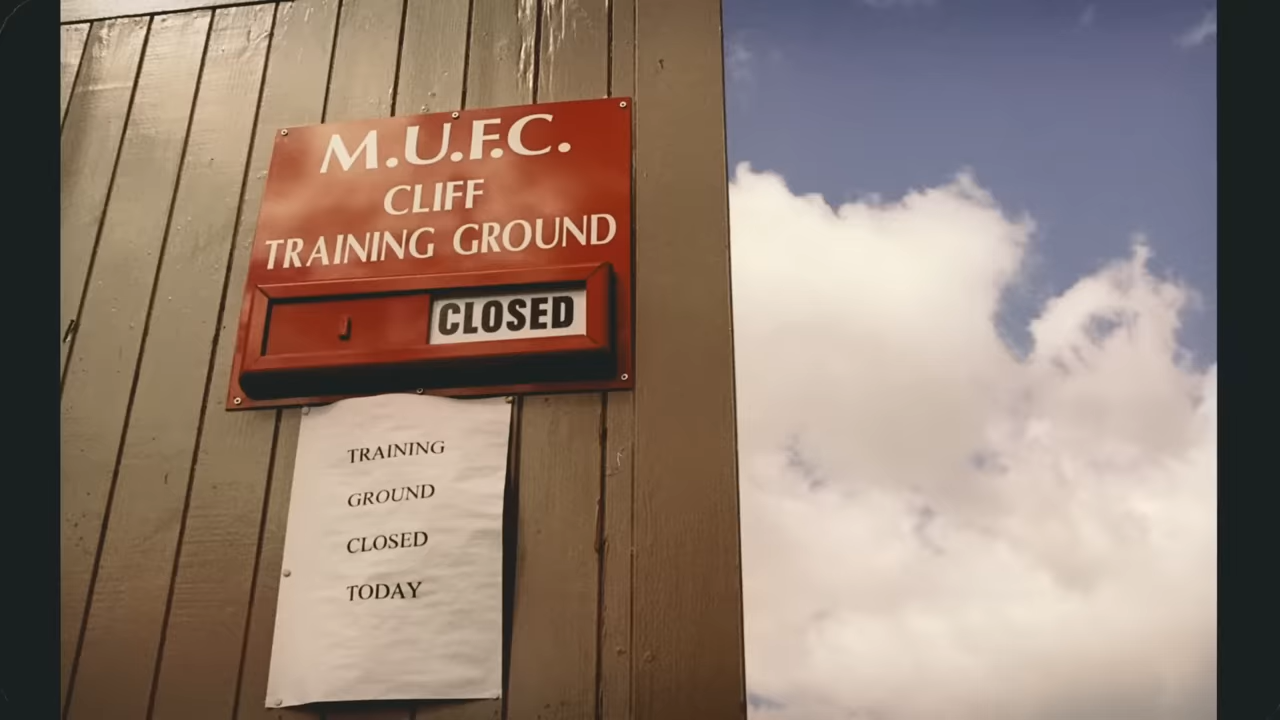 M.U.F.C.
CLIFF
TRAINING GROUND
CLOSED
TRAINING
GROUND
CLOSED
TODAY